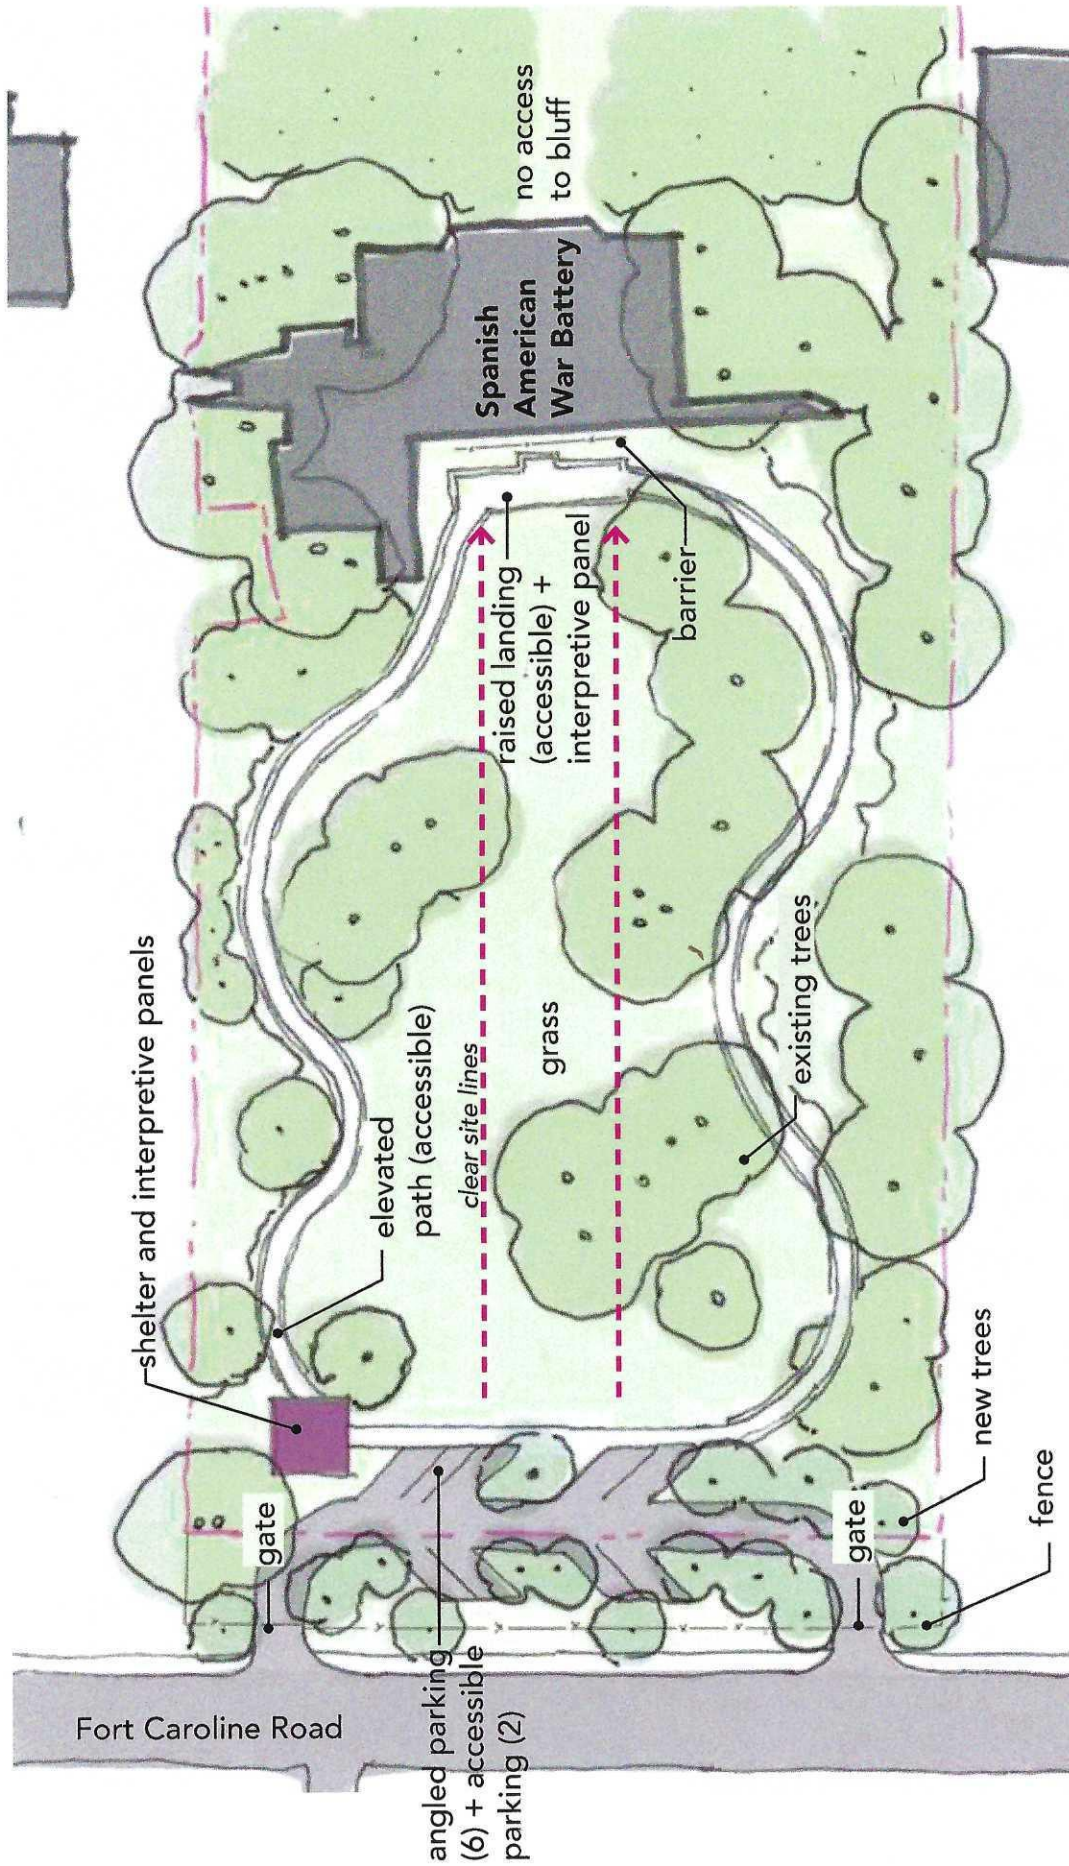 shelter and interpretive panels
elevated
path (accessible)
clear site lines
grass
existing trees
raised landing
(accessible) +
interpretive panel
barrier
Spanish
American
War Battery
no access
to bluff
gate
gate
new trees
fence
angled parking
(6) + accessible
parking (2)
Fort Caroline Road